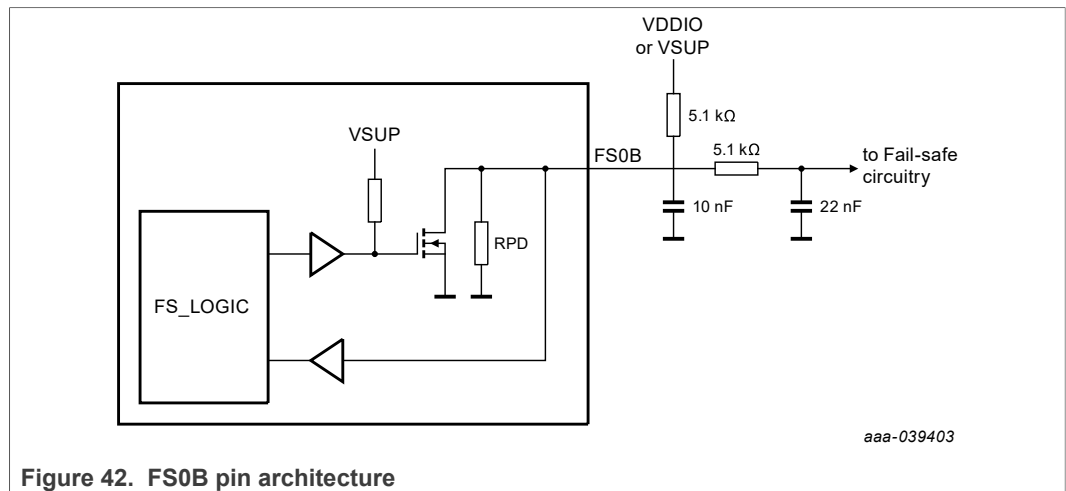 VDDIO
or VSUP
5.1 kΩ
VSUP
FS0B
5.1 kΩ
to Fail-safe
circuitry
10 nF
22 nF
RPD
FS_LOGIC
aaa-039403
Figure 42. FS0B pin architecture